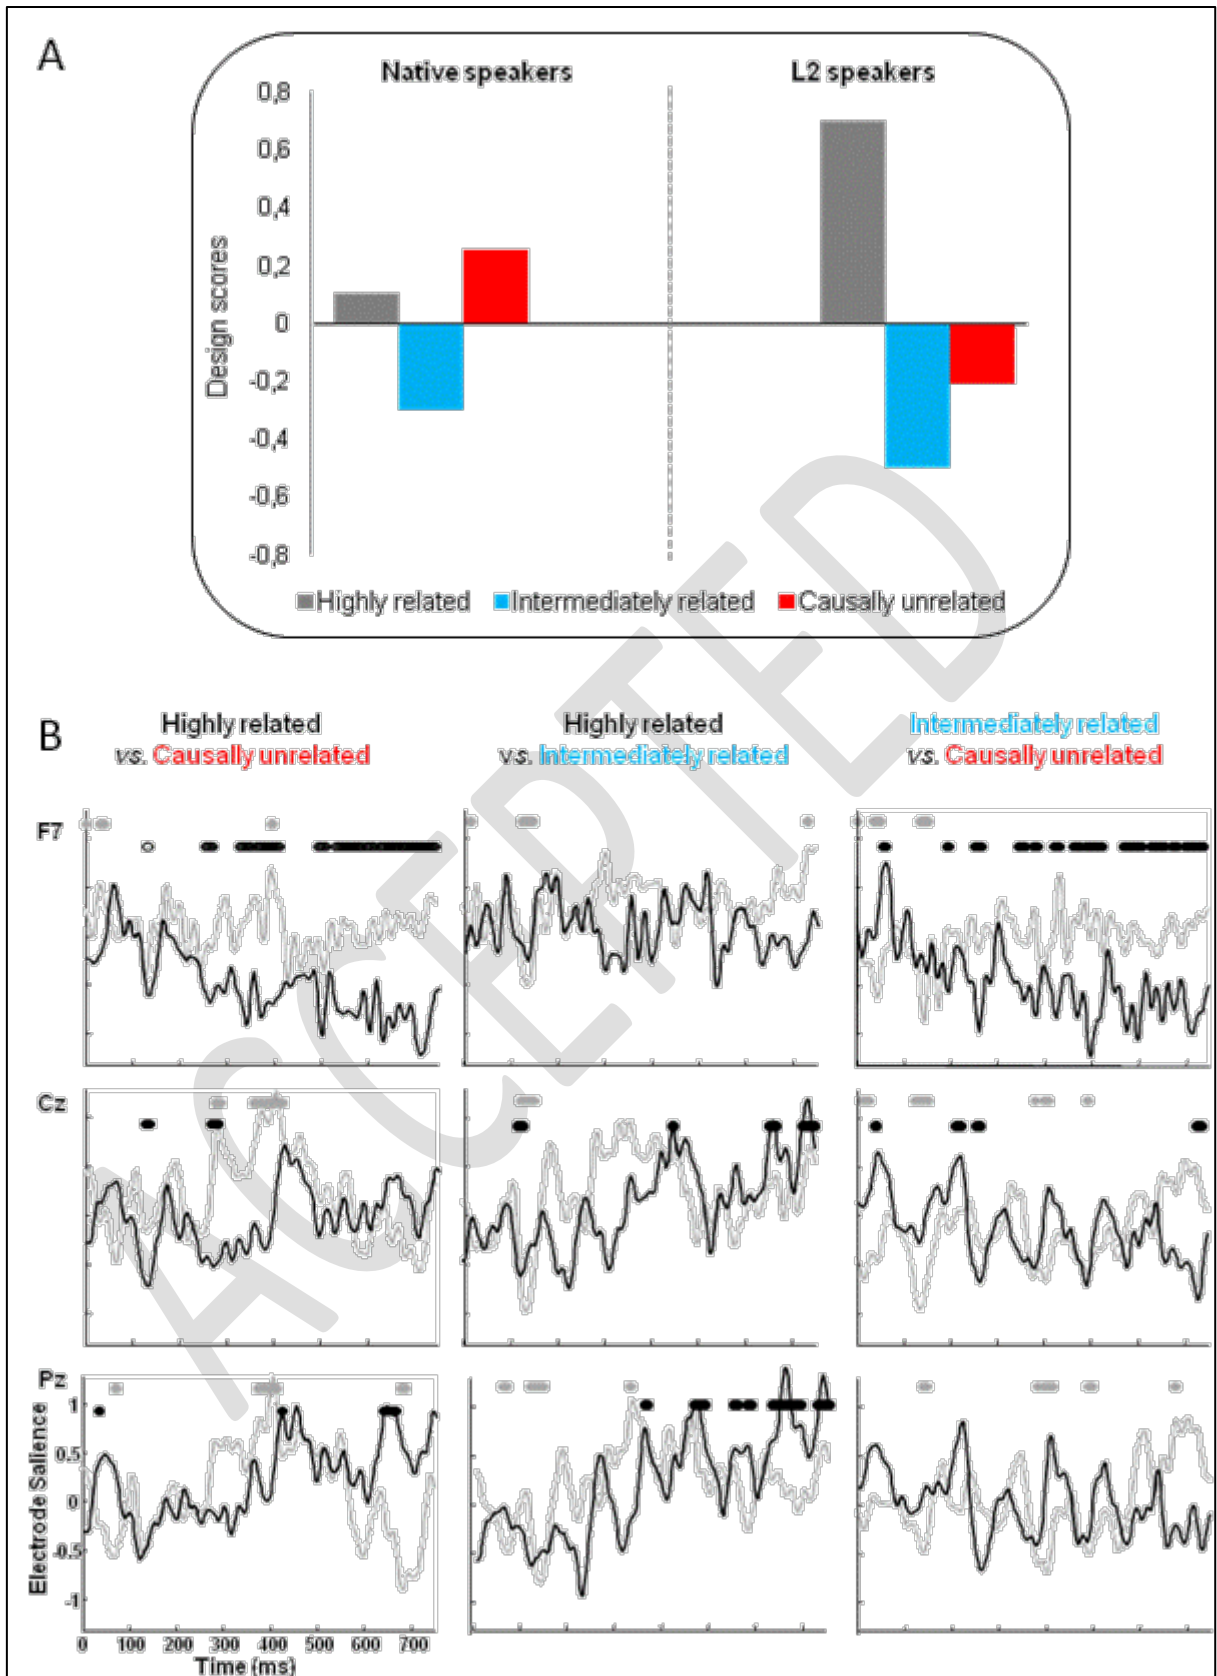 A
Native speakers
L2 speakers
0,8
0,6
0,4
0,2
0
-0,2
-0,4
-0,6
-0,8
Design scores
Highly related
Intermediately related
Causally unrelated
B
Highly related
vs. Causally unrelated
Highly related
vs. Intermediately related
Intermediately related
vs. Causally unrelated
F7
Cz
Pz
1
0.5
0
-0.5
-1
Electrode Salience
0 100 200 300 400 500 600 700
Time (ms)
ACCEPTED